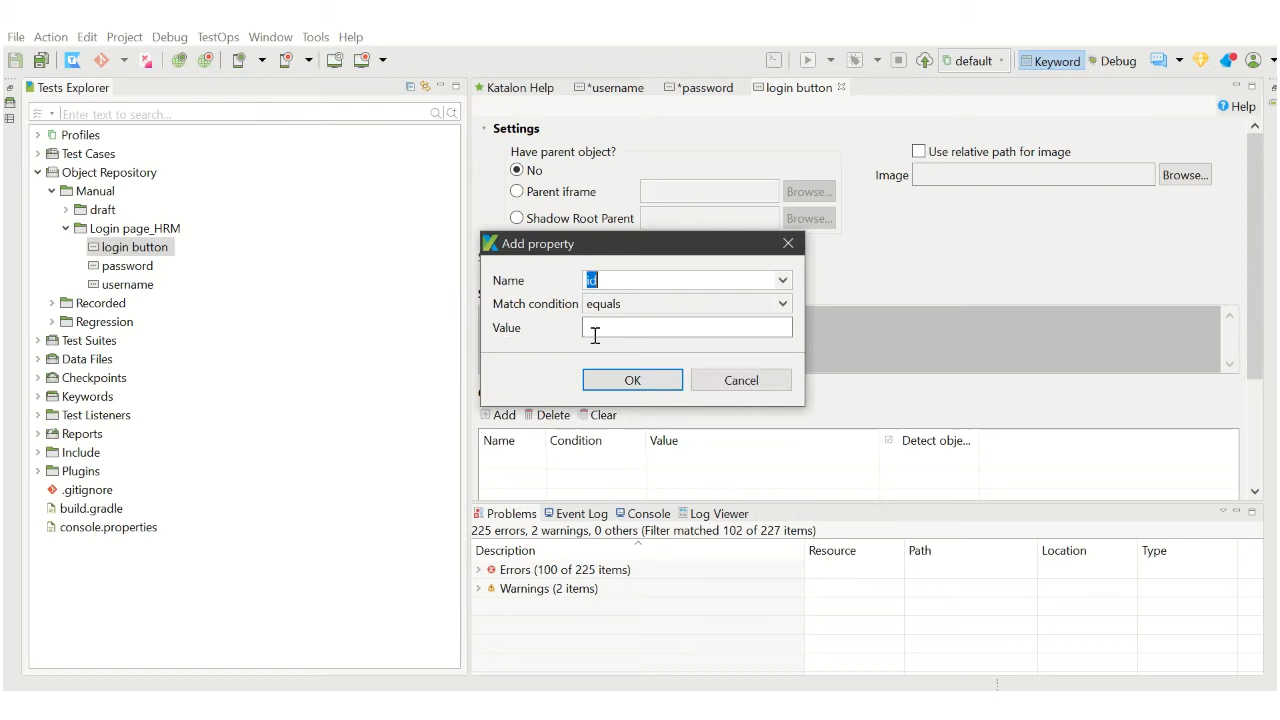 File Action Edit Project Debug TestOps Window Tools Help
default Keyword Debug
Tests Explorer
Enter text to search...
Profiles
Test Cases
Object Repository
Manual
draft
Login page_HRM
login button
password
username
Recorded
Regression
Test Suites
Data Files
Checkpoints
Keywords
Test Listeners
Reports
Include
Plugins
.gitignore
build.gradle
console.properties
Katalon Help *username *password login button
Help
Settings
Have parent object?
No
Parent iframe Browse...
Shadow Root Parent Browse...
Use relative path for image
Image Browse...
Add property
Name id
Match condition equals
Value
OK Cancel
Add Delete Clear
Name Condition Value Detect obje...
Problems Event Log Console Log Viewer
225 errors, 2 warnings, 0 others (Filter matched 102 of 227 items)
Description Resource Path Location Type
Errors (100 of 225 items)
Warnings (2 items)